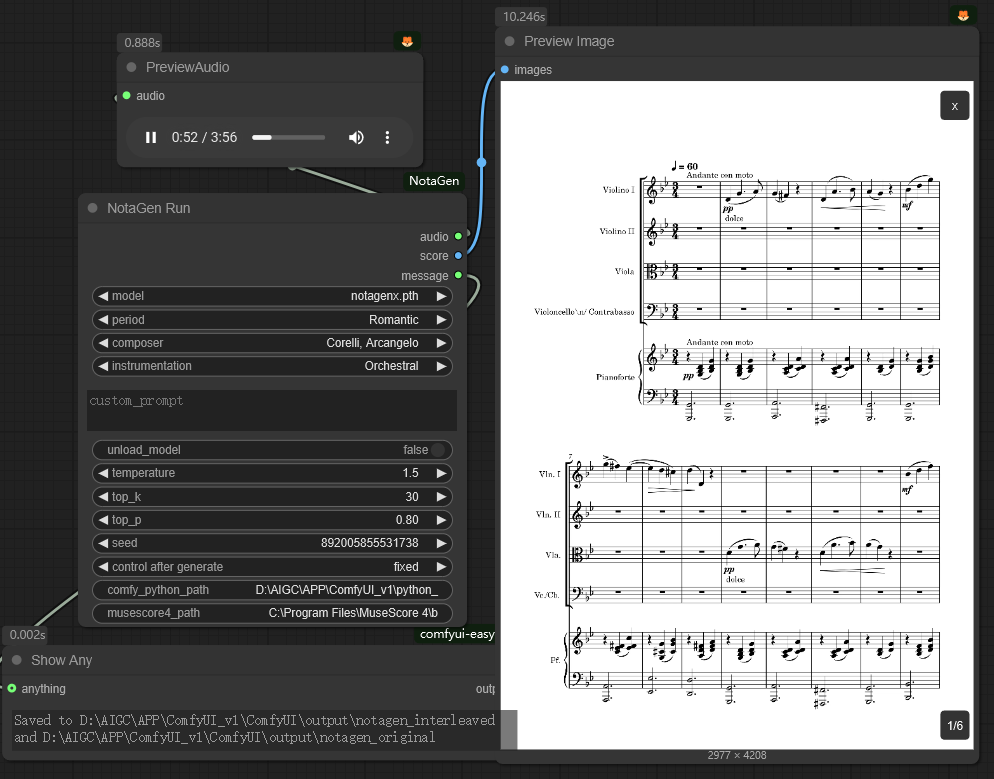 0.888s
PreviewAudio
audio
0:52 / 3:56
NotaGen
NotaGen Run
audio
score
message
model notagenx.pth
period Romantic
composer Corelli, Arcangelo
instrumentation Orchestral
custom_prompt
unload_model false
temperature 1.5
top_k 30
top_p 0.80
seed 892005855531738
control after generate fixed
comfy_python_path D:\AIGC\APP\ComfyUI_v1\python_
musescore4_path C:\Program Files\MuseScore 4\b
comfyui-easy
0.002s
Show Any
anything outp
Saved to D:\AIGC\APP\ComfyUI_v1\ComfyUI\output\notagen_interleaved
and D:\AIGC\APP\ComfyUI_v1\ComfyUI\output\notagen_original
10.246s
Preview Image
images
x
= 60
Andante con moto
Violino I
pp
mf
dolce
Violino II
Viola
Violoncello\n/ Contrabasso
Andante con moto
Pianoforte
pp
7
Vln. I
mf
Vln. II
Vla.
pp
dolce
Vc./Cb.
Pf.
1/6
2977 × 4208